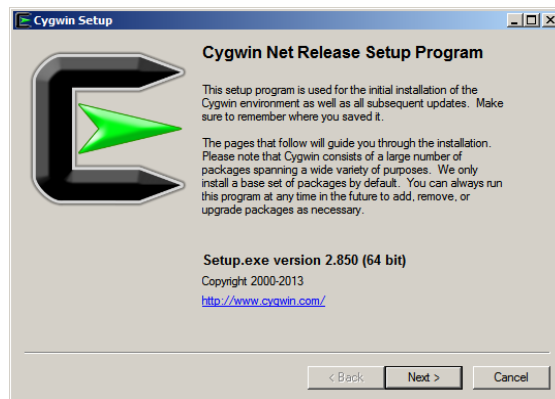 Cygwin Setup
Cygwin Net Release Setup Program
This setup program is used for the initial installation of the
Cygwin environment as well as all subsequent updates. Make
sure to remember where you saved it.
The pages that follow will guide you through the installation.
Please note that Cygwin consists of a large number of
packages spanning a wide variety of purposes. We only
install a base set of packages by default. You can always run
this program at any time in the future to add, remove, or
upgrade packages as necessary.
Setup.exe version 2.850 (64 bit)
Copyright 2000-2013
http://www.cygwin.com/
< Back Next > Cancel